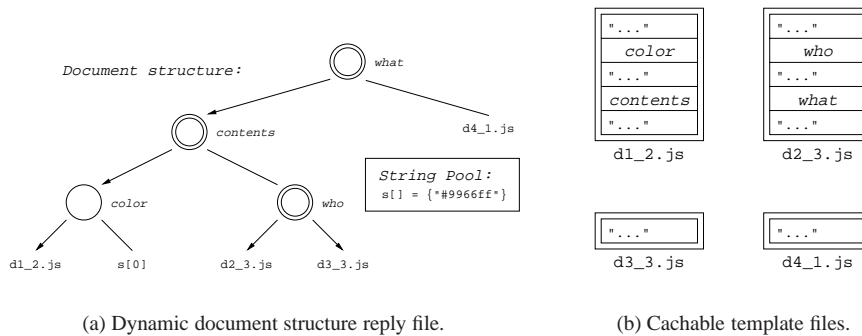 Document structure:
what
contents
d4_1.js
String Pool:
s[] = {"#9966ff"}
color
who
d1_2.js
s[0]
d2_3.js
d3_3.js
(a) Dynamic document structure reply file.
"..."
color
"..."
contents
"..."
d1_2.js
"..."
who
"..."
what
"..."
d2_3.js
"..."
d3_3.js
"..."
d4_1.js
(b) Cachable template files.